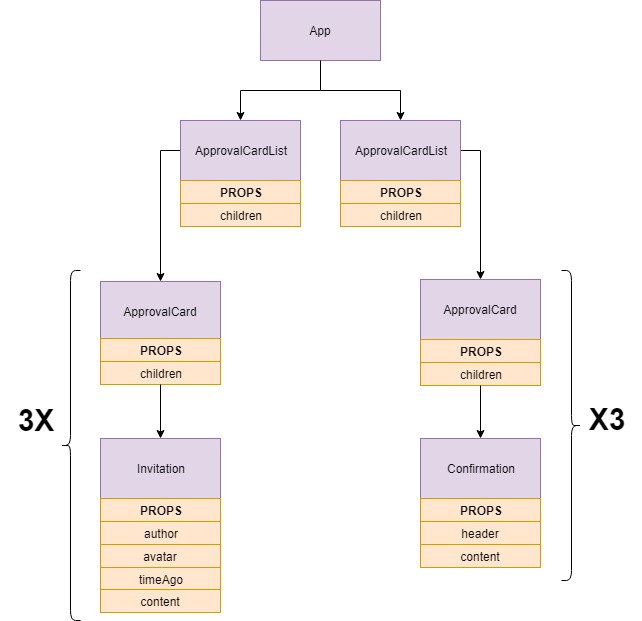 App
ApprovalCardList
PROPS
children
ApprovalCardList
PROPS
children
3X
ApprovalCard
PROPS
children
Invitation
PROPS
author
avatar
timeAgo
content
ApprovalCard
PROPS
children
Confirmation
PROPS
header
content
X3